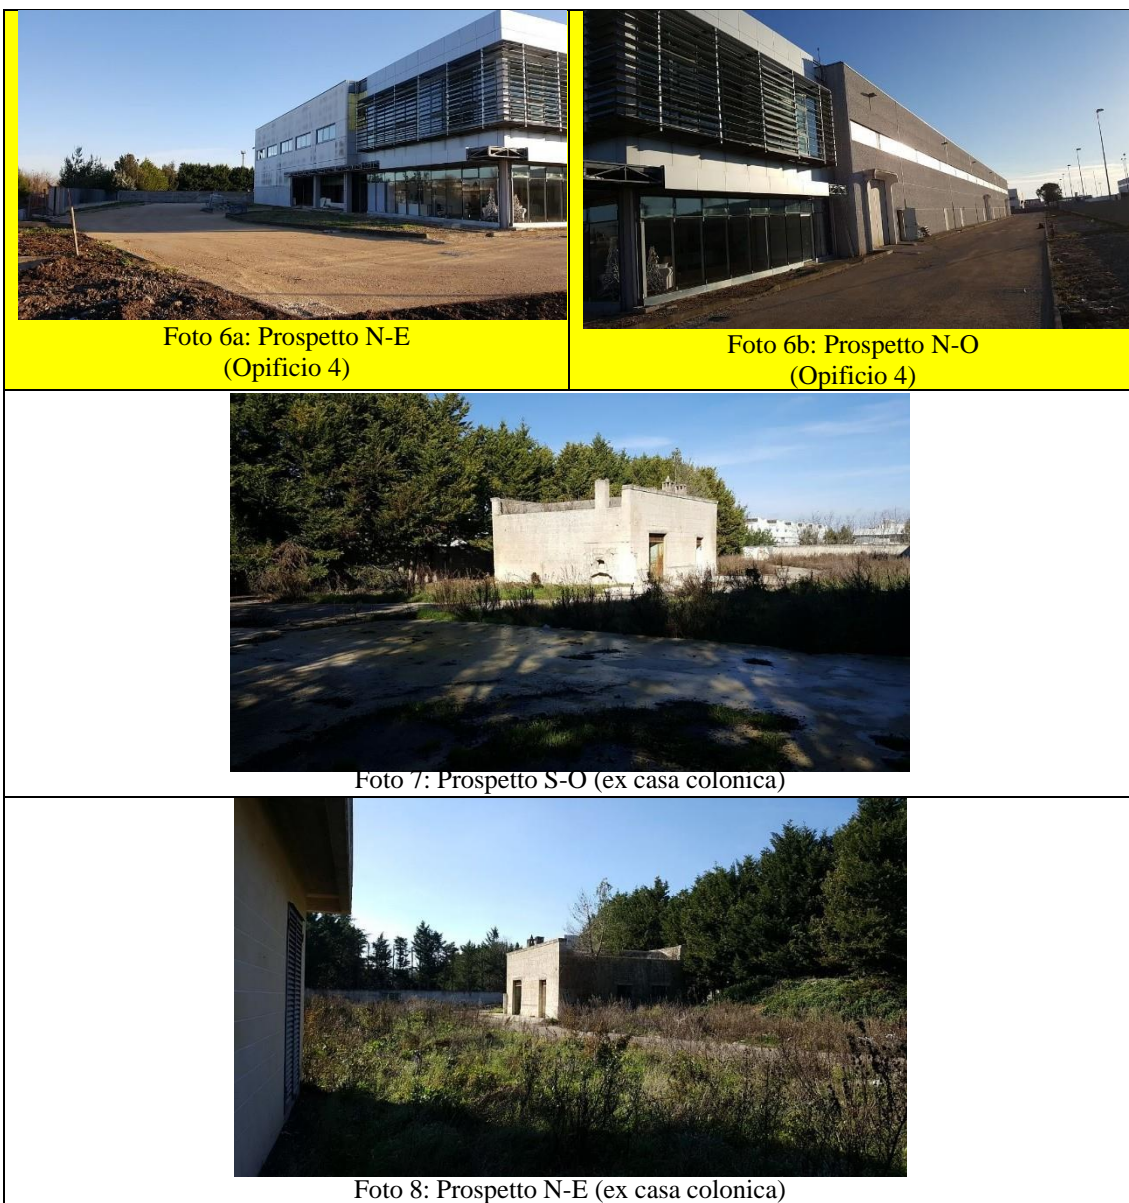 Foto 6a: Prospetto N-E
(Opificio 4)
Foto 6b: Prospetto N-O
(Opificio 4)
Foto 7: Prospetto S-O (ex casa colonica)
Foto 8: Prospetto N-E (ex casa colonica)